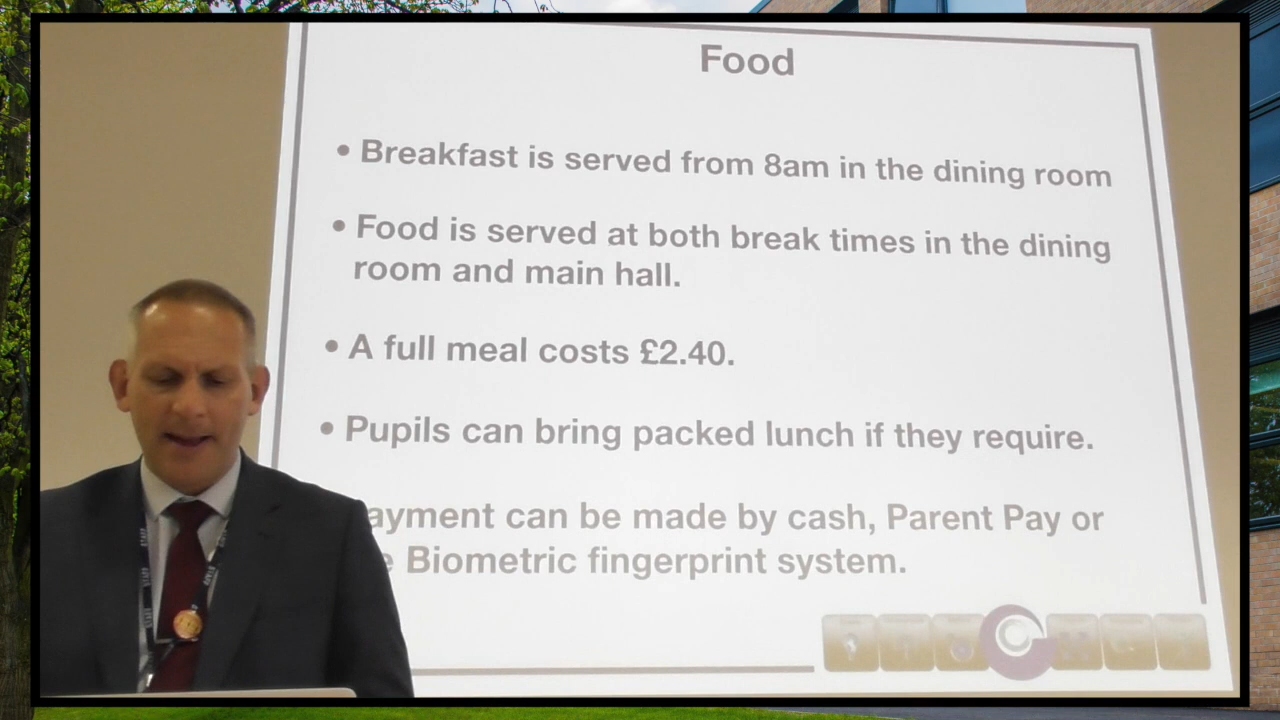 Food
• Breakfast is served from 8am in the dining room
• Food is served at both break times in the dining
room and main hall.
• A full meal costs £2.40.
• Pupils can bring packed lunch if they require.
ayment can be made by cash, Parent Pay or
e Biometric fingerprint system.